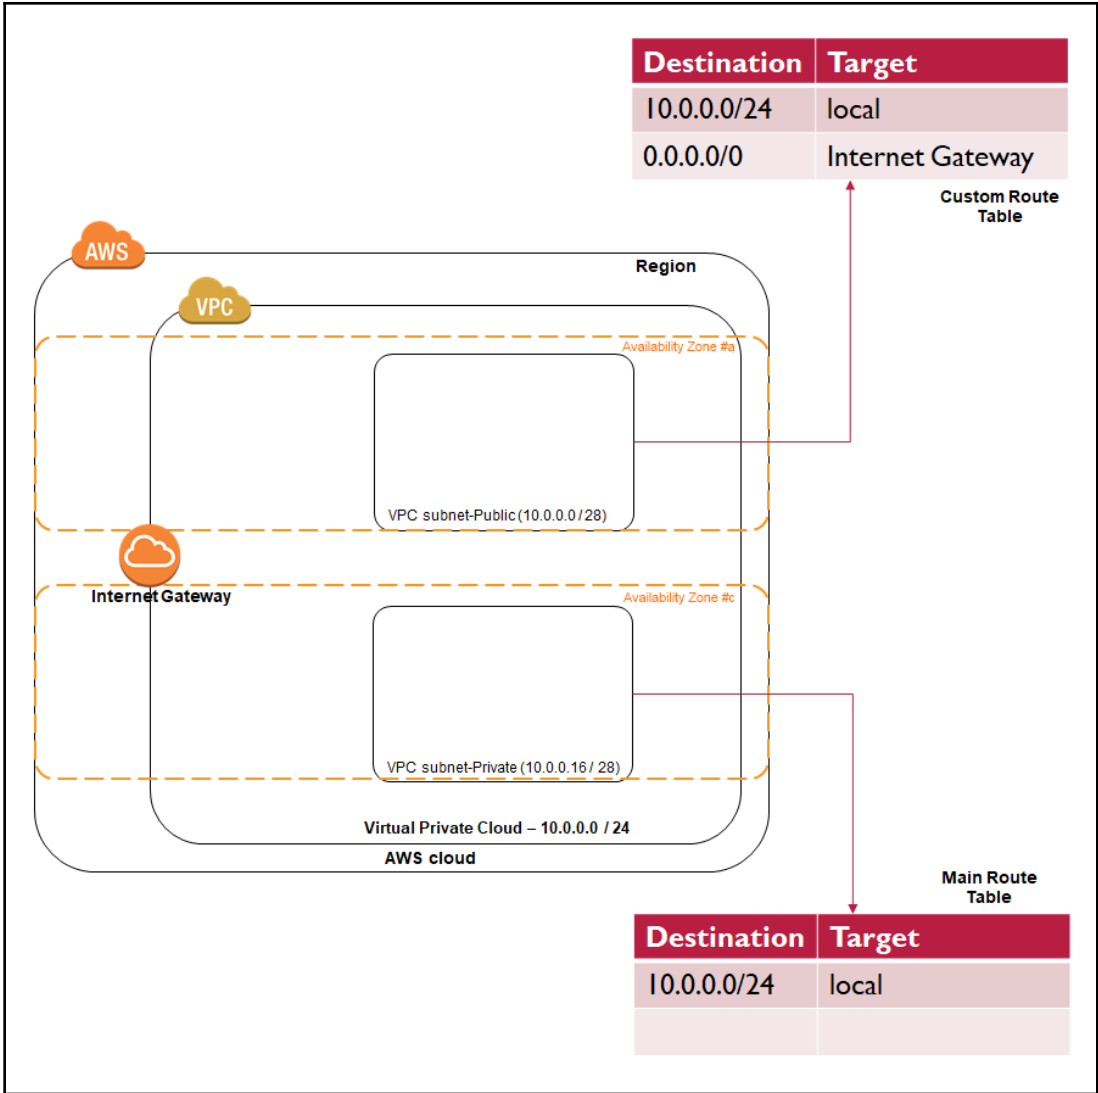 Destination Target
10.0.0.0/24 local
0.0.0.0/0 Internet Gateway
Custom Route
Table
AWS
Region
VPC
Availability Zone #a
VPC subnet-Public (10.0.0.0/28)
Internet Gateway
Availability Zone #c
VPC subnet-Private (10.0.0.16 / 28)
Virtual Private Cloud – 10.0.0.0 / 24
AWS cloud
Main Route
Table
Destination Target
10.0.0.0/24 local